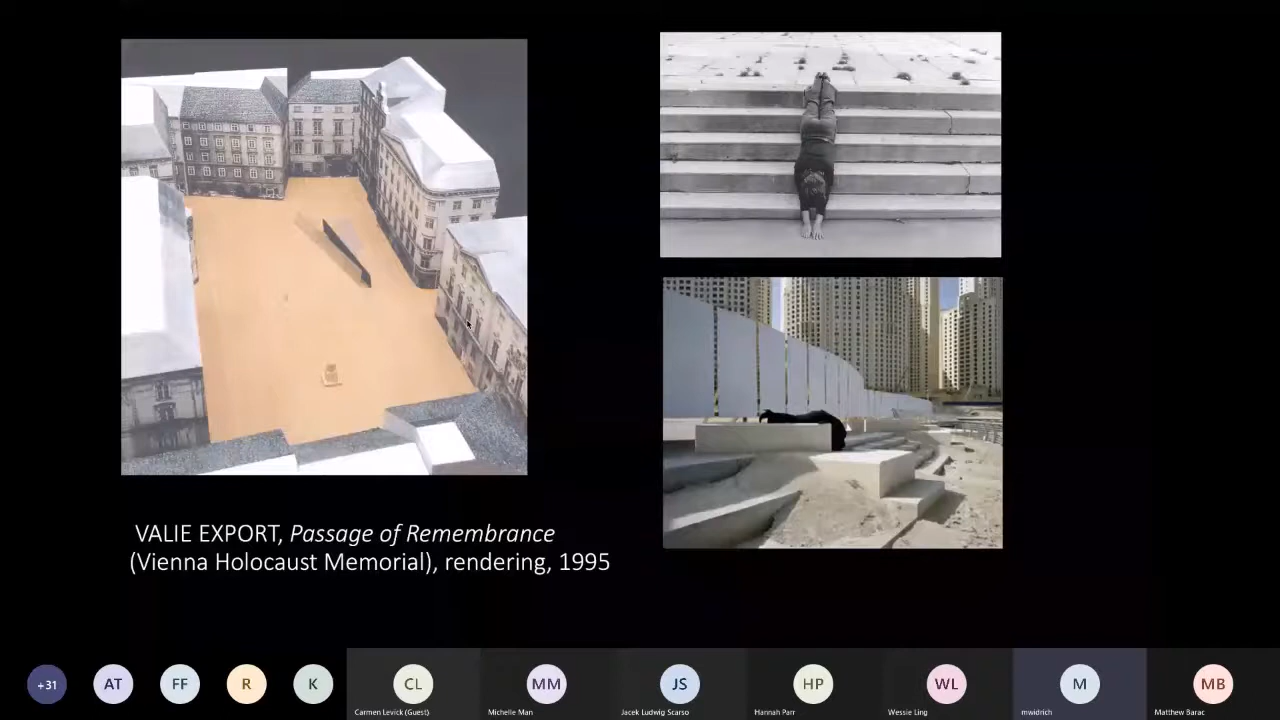 VALIE EXPORT, Passage of Remembrance
(Vienna Holocaust Memorial), rendering, 1995
+31
AT
FF
R
K
CL
MM
JS
HP
WL
M
MB
Carmen Levick (Guest)
Michelle Man
Jacek Ludwig Scarso
Hannah Parr
Wessie Ling
mwidrich
Matthew Barac